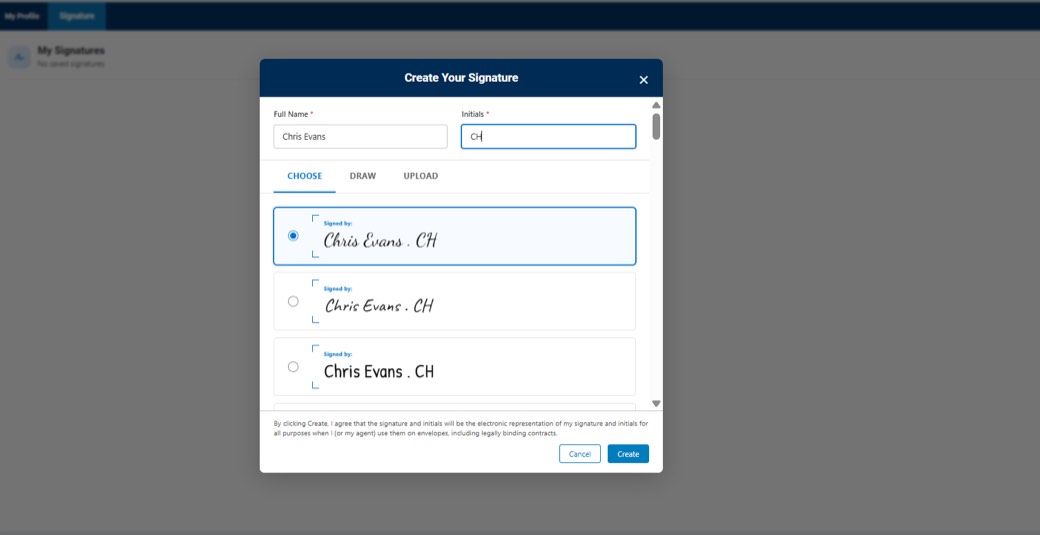 My Profile
Signature
My Signatures
No saved signatures
Create Your Signature
Full Name *
Initials *
Chris Evans
CH
CHOOSE
DRAW
UPLOAD
Signed by:
Chris Evans . CH
Signed by:
Chris Evans . CH
Signed by:
Chris Evans . CH
By clicking Create, I agree that the signature and initials will be the electronic representation of my signature and initials for
all purposes when I (or my agent) use them on envelopes, including legally binding contracts.
Cancel
Create